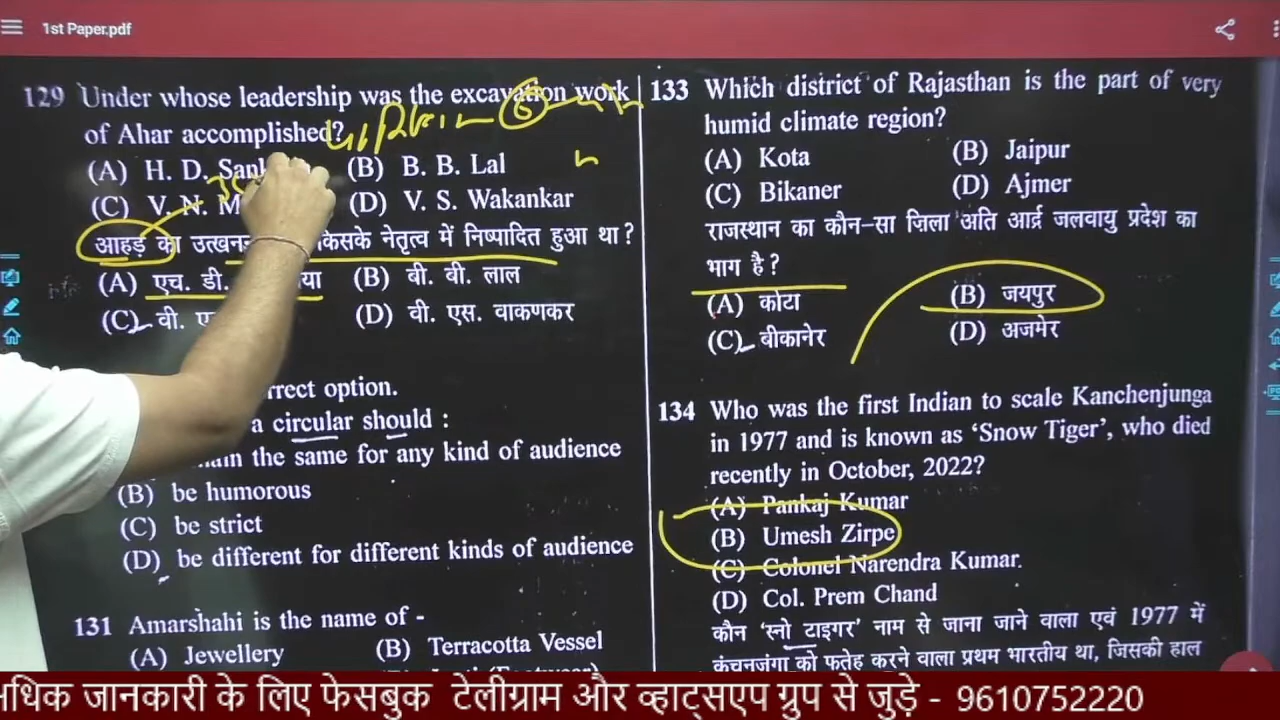 1st Paper.pdf
129 Under whose leadership was the excavation work
of Ahar accomplished?
(A) H. D. Sank
(B) B. B. Lal
(C) V. N. M
(D) V. S. Wakankar
आहड़ का उत्खनन किसके नेतृत्व में निष्पादित हुआ था?
(A) एच. डी. या
(B) बी. बी. लाल
(C) वी. ए
(D) वी. एस. वाकणकर
rrect option.
a circular should :
the same for any kind of audience
(B) be humorous
(C) be strict
(D) be different for different kinds of audience
131 Amarshahi is the name of -
(A) Jewellery
(B) Terracotta Vessel
133 Which district of Rajasthan is the part of very
humid climate region?
(A) Kota
(B) Jaipur
(C) Bikaner
(D) Ajmer
राजस्थान का कौन-सा ज़िला अति आर्द्र जलवायु प्रदेश का
भाग है?
(A) कोटा
(B) जयपुर
(C) बीकानेर
(D) अजमेर
134 Who was the first Indian to scale Kanchenjunga
in 1977 and is known as ‘Snow Tiger’, who died
recently in October, 2022?
(A) Pankaj Kumar
(B) Umesh Zirpe
(C) Colonel Narendra Kumar.
(D) Col. Prem Chand
कौन ‘स्नो टाइगर’ नाम से जाना जाने वाला एवं 1977 में
कंचनजंगा को फतेह करने वाला प्रथम भारतीय था, जिसकी हाल
अधिक जानकारी के लिए फेसबुक टेलीग्राम और व्हाट्सएप ग्रुप से जुड़े - 9610752220